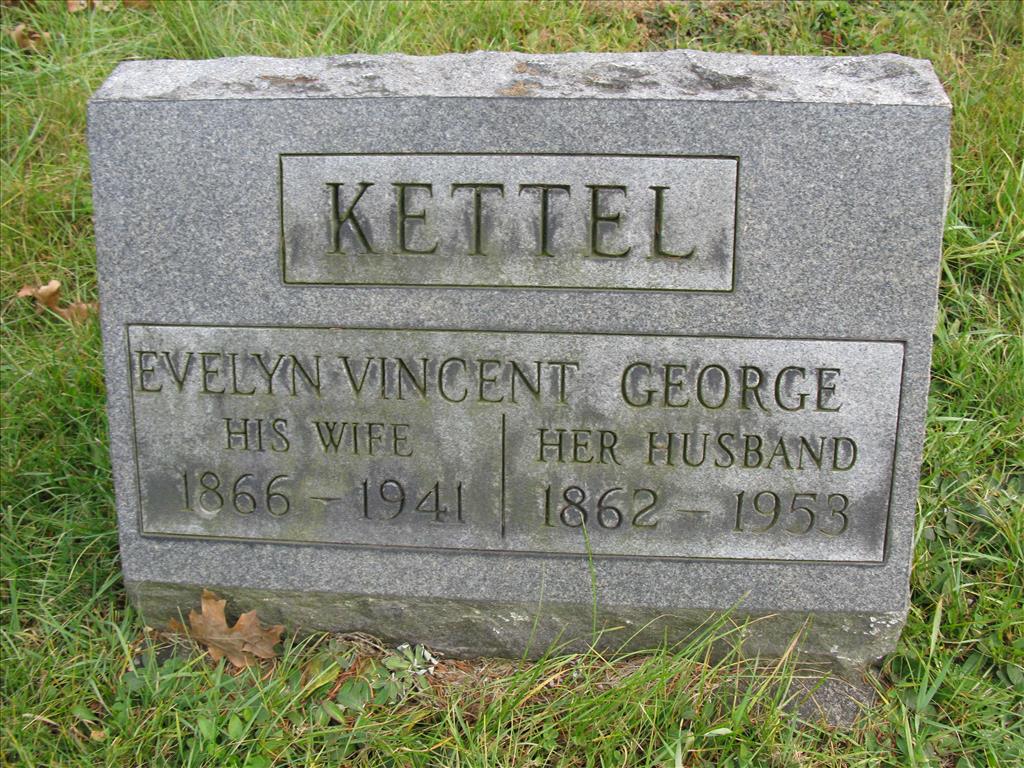 KETTEL
EVELYN VINCENT GEORGE
HIS WIFE HER HUSBAND
1866 – 1941 1862 – 1953